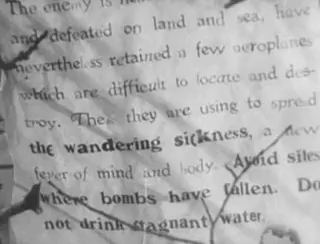 The enemy is
and defeated on land and sea, have
nevertheless retained a few aeroplanes
which are difficult to locate and des-
troy. These they are using to spread
the wandering sickness, a new
fever of mind and body. Avoid sites
where bombs have fallen. Do
not drink stagnant water.